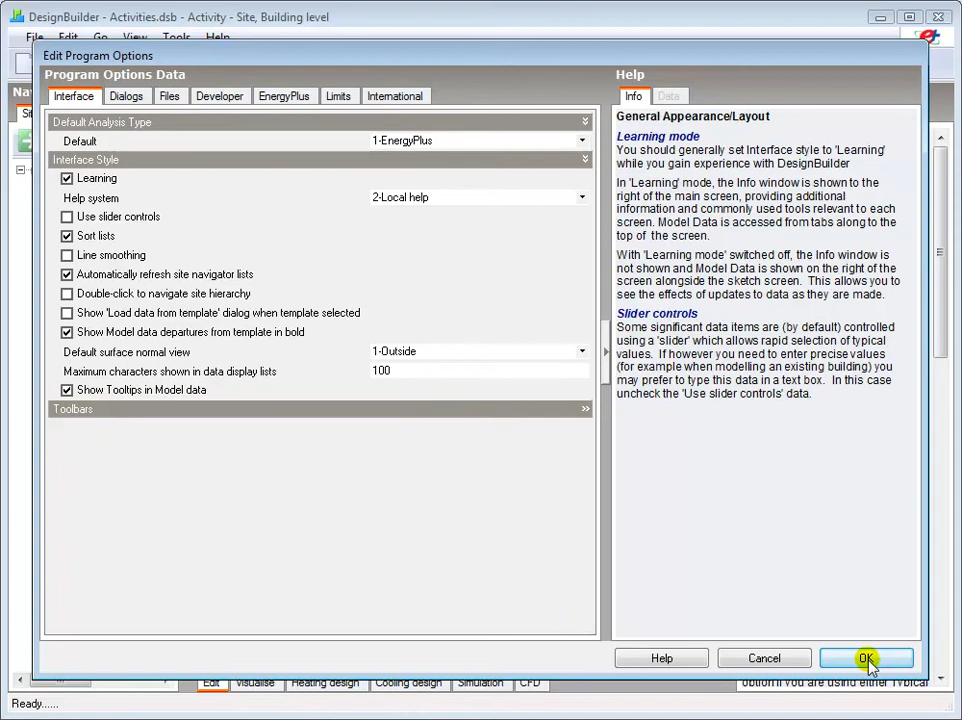 DesignBuilder - Activities.dsb - Activity - Site, Building level
File Edit Go View Tools Help
Edit Program Options
Program Options Data
Interface Dialogs Files Developer EnergyPlus Limits International
Default Analysis Type
Default 1-EnergyPlus
Interface Style
Learning
Help system 2-Local help
Use slider controls
Sort lists
Line smoothing
Automatically refresh site navigator lists
Double-click to navigate site hierarchy
Show 'Load data from template' dialog when template selected
Show Model data departures from template in bold
Default surface normal view 1-Outside
Maximum characters shown in data display lists 100
Show Tooltips in Model data
Toolbars
Help
Info Data
General Appearance/Layout
Learning mode
You should generally set Interface style to 'Learning'
while you gain experience with DesignBuilder
In 'Learning' mode, the Info window is shown to the
right of the main screen, providing additional
information and commonly used tools relevant to each
screen. Model Data is accessed from tabs along to the
top of the screen.
With 'Learning mode' switched off, the Info window is
not shown and Model Data is shown on the right of the
screen alongside the sketch screen. This allows you to
see the effects of updates to data as they are made.
Slider controls
Some significant data items are (by default) controlled
using a 'slider' which allows rapid selection of typical
values. If however you need to enter precise values
(for example when modelling an existing building) you
may prefer to type this data in a text box. In this case
uncheck the 'Use slider controls' data.
Help Cancel OK
Edit Visualise Heating design Cooling design Simulation CFD
option if you are using either Typical
Ready......